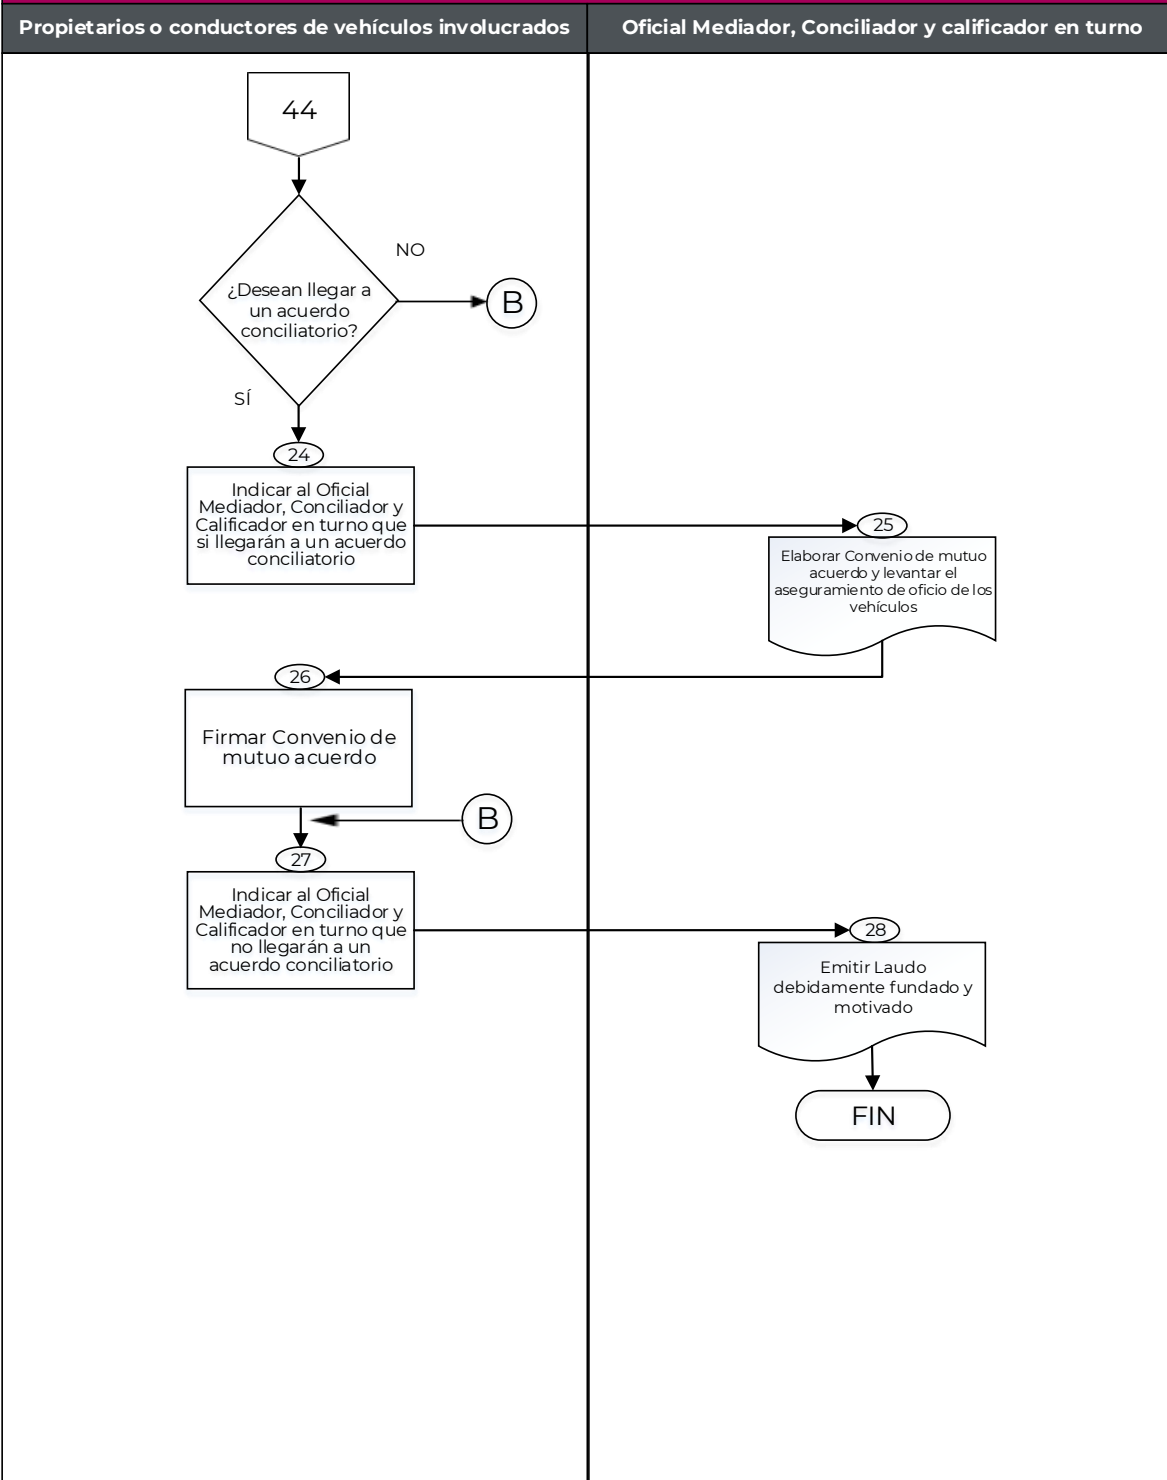 Propietarios o conductores de vehículos involucrados
Oficial Mediador, Conciliador y calificador en turno
44
NO
¿Desean llegar a
un acuerdo
conciliatorio?
B
SÍ
24
Indicar al Oficial
Mediador, Conciliador y
Calificador en turno que
si llegarán a un acuerdo
conciliatorio
25
Elaborar Convenio de mutuo
acuerdo y levantar el
aseguramiento de oficio de los
vehículos
26
Firmar Convenio de
mutuo acuerdo
B
27
Indicar al Oficial
Mediador, Conciliador y
Calificador en turno que
no llegarán a un
acuerdo conciliatorio
28
Emitir Laudo
debidamente fundado y
motivado
FIN